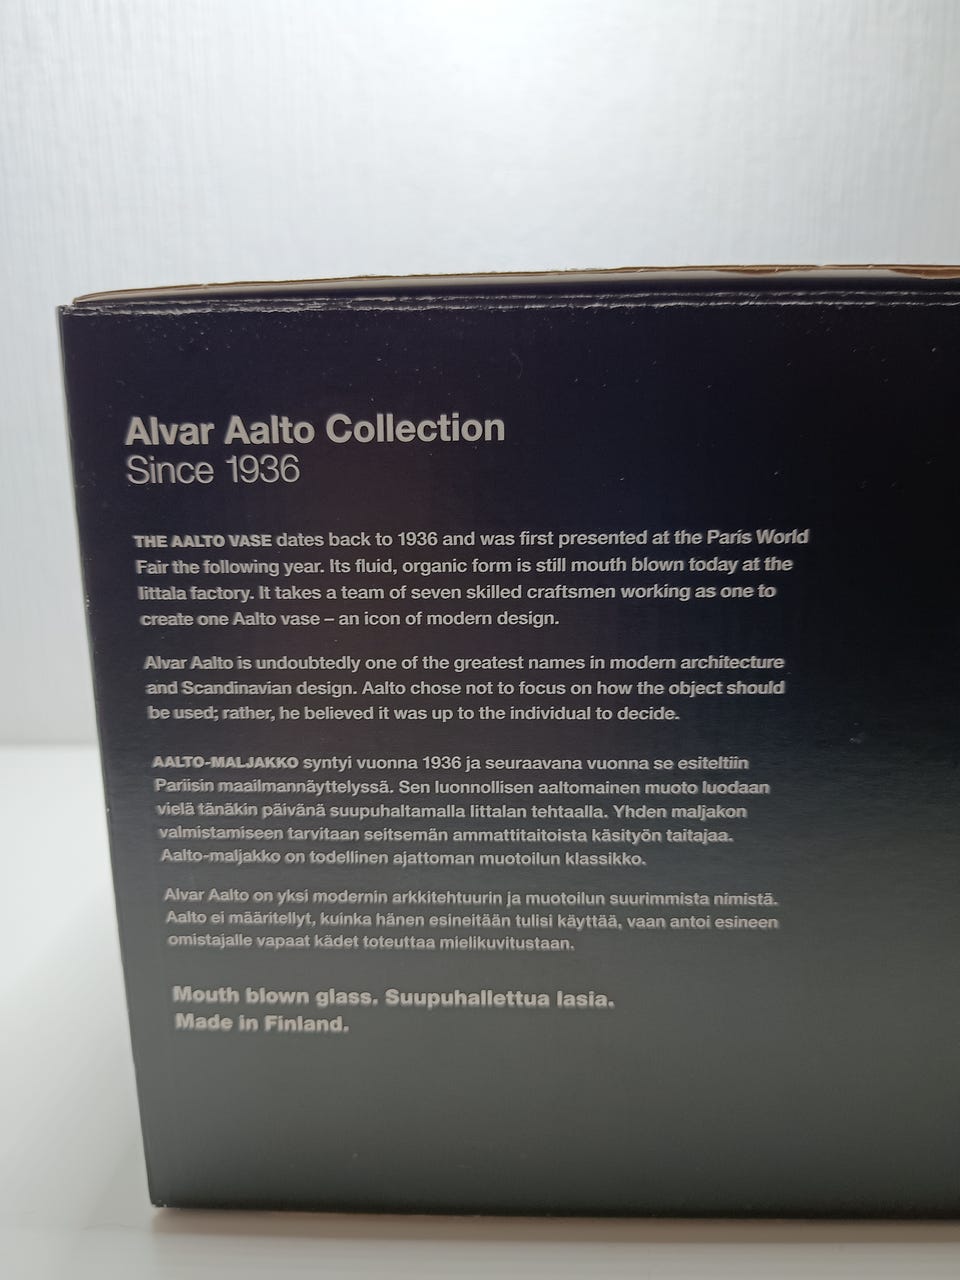 Alvar Aalto Collection
Since 1936
THE AALTO VASE dates back to 1936 and was first presented at the Paris World
Fair the following year. Its fluid, organic form is still mouth blown today at the
Iittala factory. It takes a team of seven skilled craftsmen working as one to
create one Aalto vase – an icon of modern design.
Alvar Aalto is undoubtedly one of the greatest names in modern architecture
and Scandinavian design. Aalto chose not to focus on how the object should
be used; rather, he believed it was up to the individual to decide.
AALTO-MALJAKKO syntyi vuonna 1936 ja seuraavana vuonna se esiteltiin
Pariisin maailmannäyttelyssä. Sen luonnollisen aaltomainen muoto luodaan
vielä tänäkin päivänä suupuhaltamalla Iittalan tehtaalla. Yhden maljakon
valmistamiseen tarvitaan seitsemän ammattitaitoista käsityön taitajaa.
Aalto-maljakko on todellinen ajattoman muotoilun klassikko.
Alvar Aalto on yksi modernin arkkitehtuurin ja muotoilun suurimmista nimistä.
Aalto ei määritellyt, kuinka hänen esineitään tulisi käyttää, vaan antoi esineen
omistajalle vapaat kädet toteuttaa mielikuvitustaan.
Mouth blown glass. Suupuhallettua lasia.
Made in Finland.